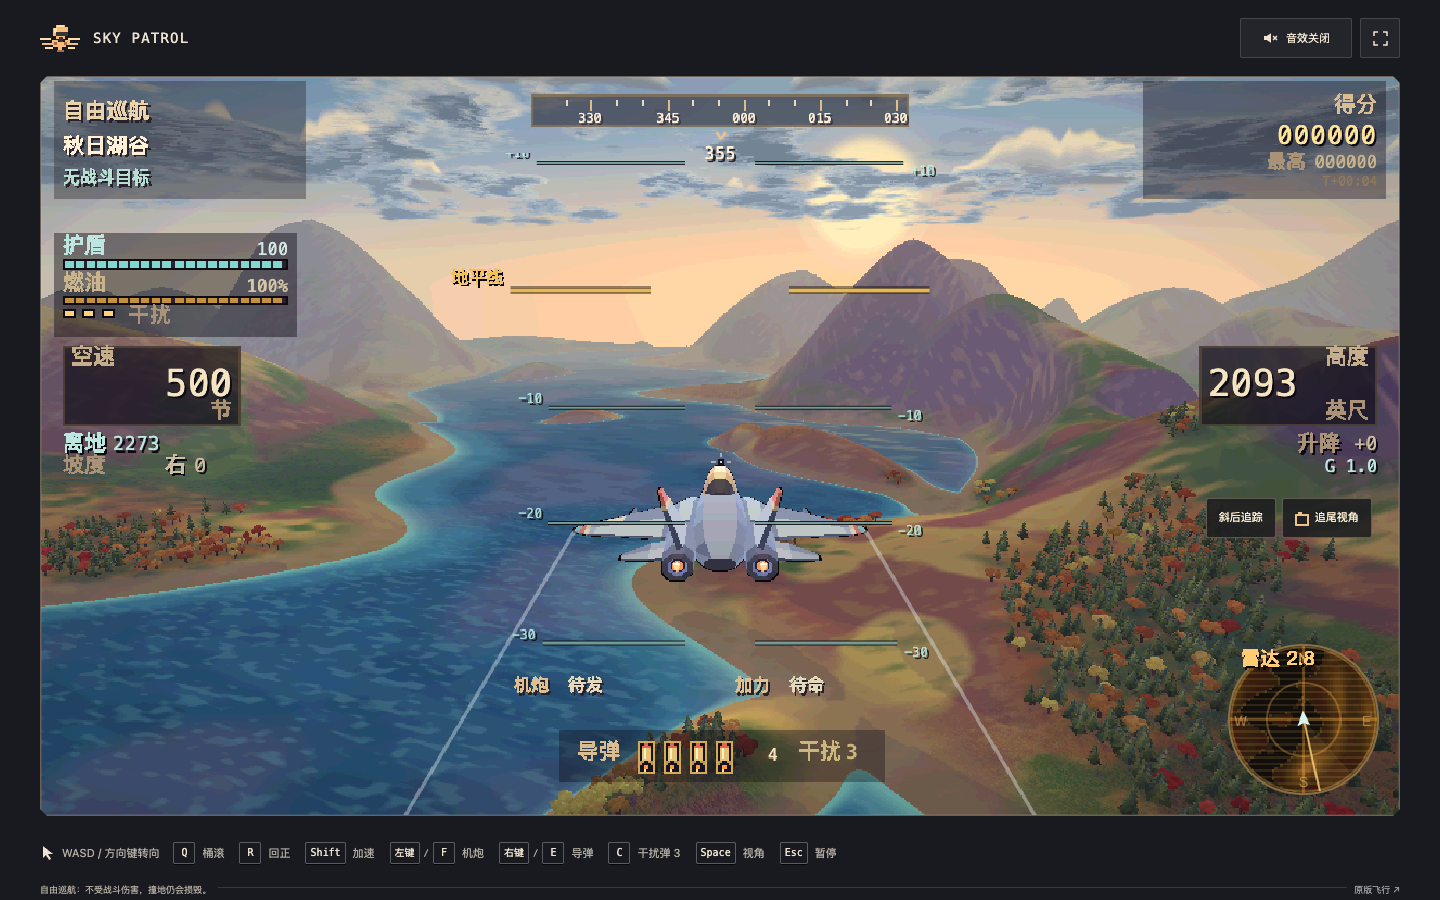 SKY PATROL
音效关闭
自由巡航
秋日湖谷
无战斗目标
330 345 000 015 030
355
得分
000000
最高 000000
T+00:04
+10
+10
护盾 100
燃油 100%
干扰
地平线
空速
500
节
离地 2273
坡度 右 0
高度
2093
英尺
升降 +0
G 1.0
-10
-10
斜后追踪
追尾视角
-20
-20
-30
-30
机炮 待发
加力 待命
雷达 2.8
W E
S
导弹 4 干扰 3
WASD / 方向键转向 Q 桶滚 R 回正 Shift 加速 左键 / F 机炮 右键 / E 导弹 C 干扰弹 3 Space 视角 Esc 暂停
自由巡航：不受战斗伤害，撞地仍会损毁。
原版飞行 ↗